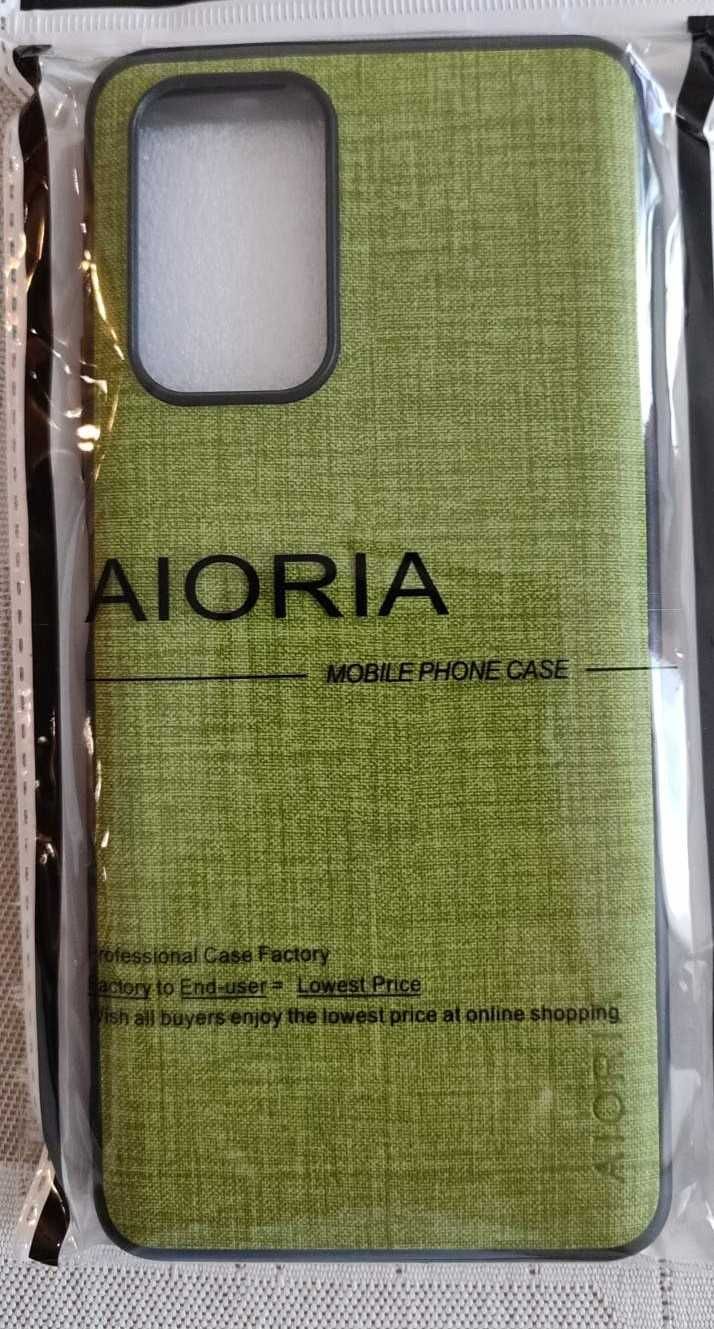 AIORIA
MOBILE PHONE CASE
Professional Case Factory
Factory to End-user = Lowest Price
Wish all buyers enjoy the lowest price at online shopping
AIORIA